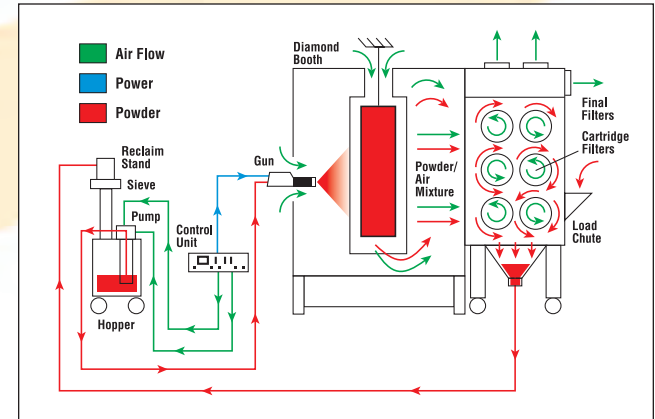 Air Flow
Power
Powder
Reclaim
Stand
Sieve
Pump
Control
Unit
Hopper
Gun
Diamond
Booth
Powder/
Air
Mixture
Final
Filters
Cartridge
Filters
Load
Chute